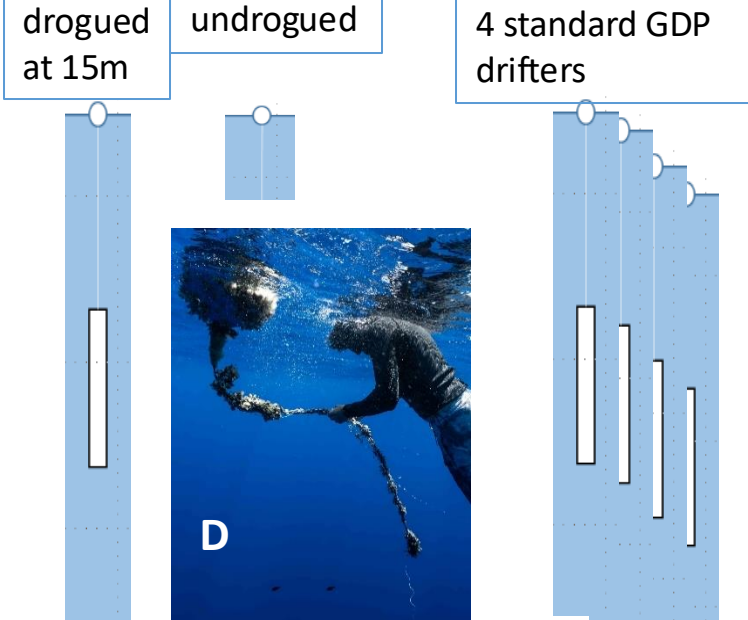 drogued
at 15m
undrogued
4 standard GDP
drifters
D